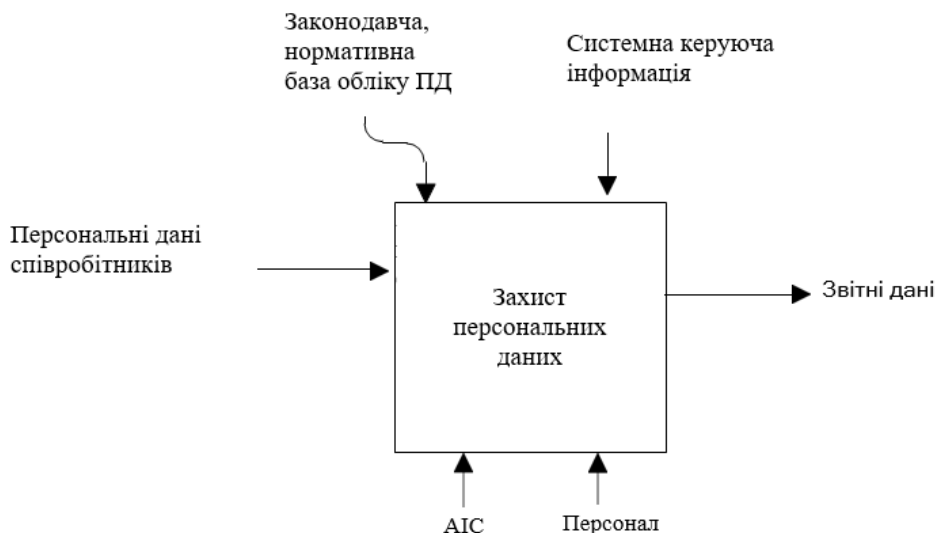 Законодавча,
нормативна
база обліку ПД
Системна керуюча
інформація
Персональні дані
співробітників
Захист
персональних
даних
Звітні дані
АІС
Персонал